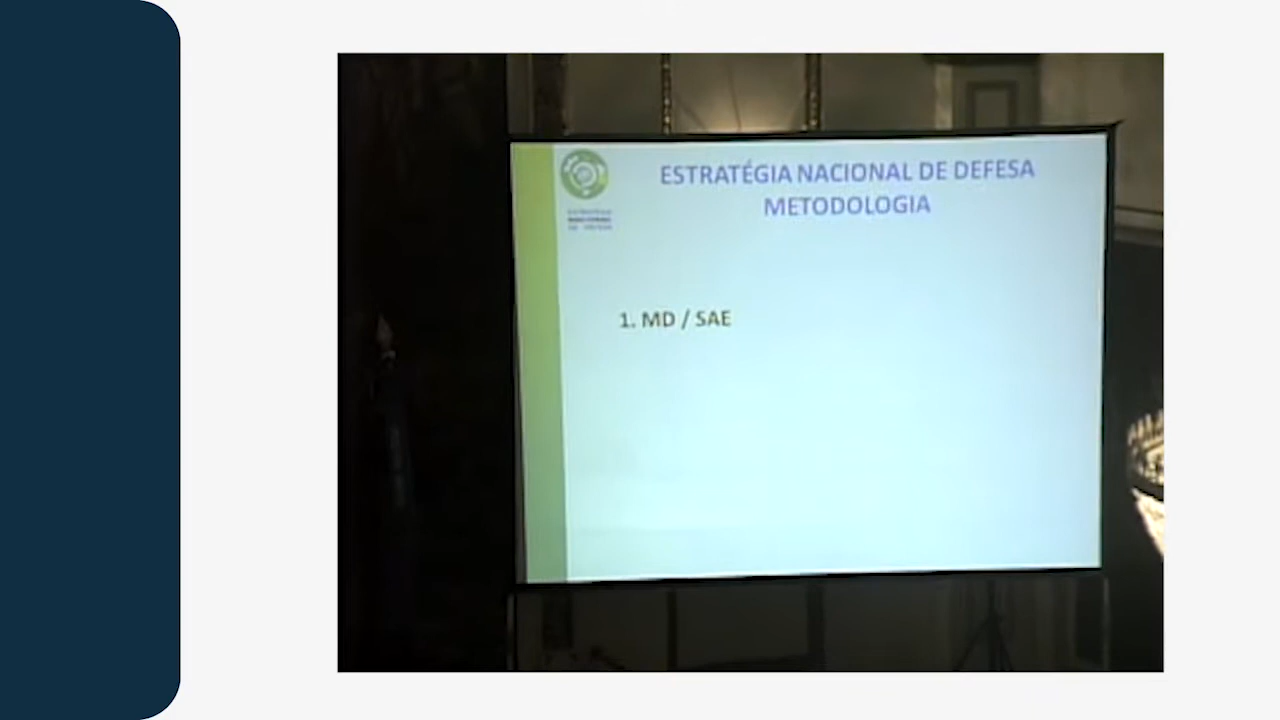 ESTRATÉGIA NACIONAL DE DEFESA
METODOLOGIA
1. MD / SAE